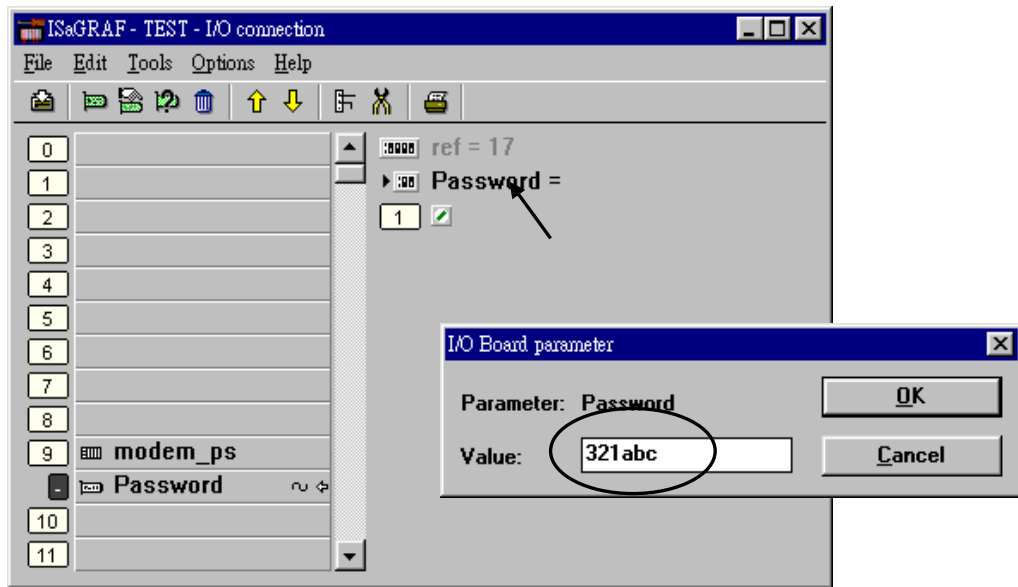 ISaGRAF - TEST - I/O connection
File Edit Tools Options Help
0
1
2
3
4
5
6
7
8
9 modem_ps
- Password
10
11
ref = 17
Password =
1
I/O Board parameter
Parameter: Password
Value: 321abc
OK
Cancel